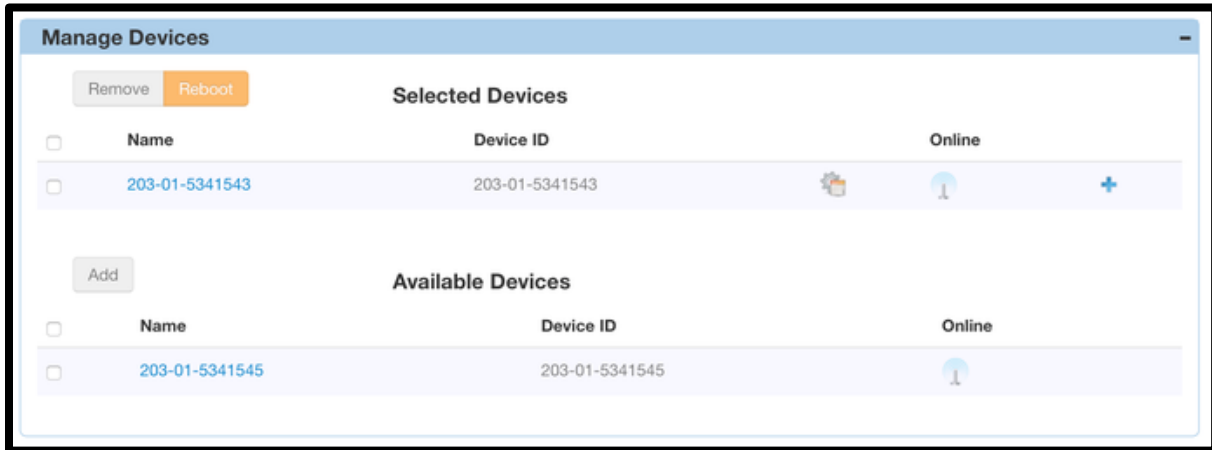 Manage Devices
Remove Reboot
Selected Devices
Name Device ID Online
203-01-5341543 203-01-5341543
Add
Available Devices
Name Device ID Online
203-01-5341545 203-01-5341545